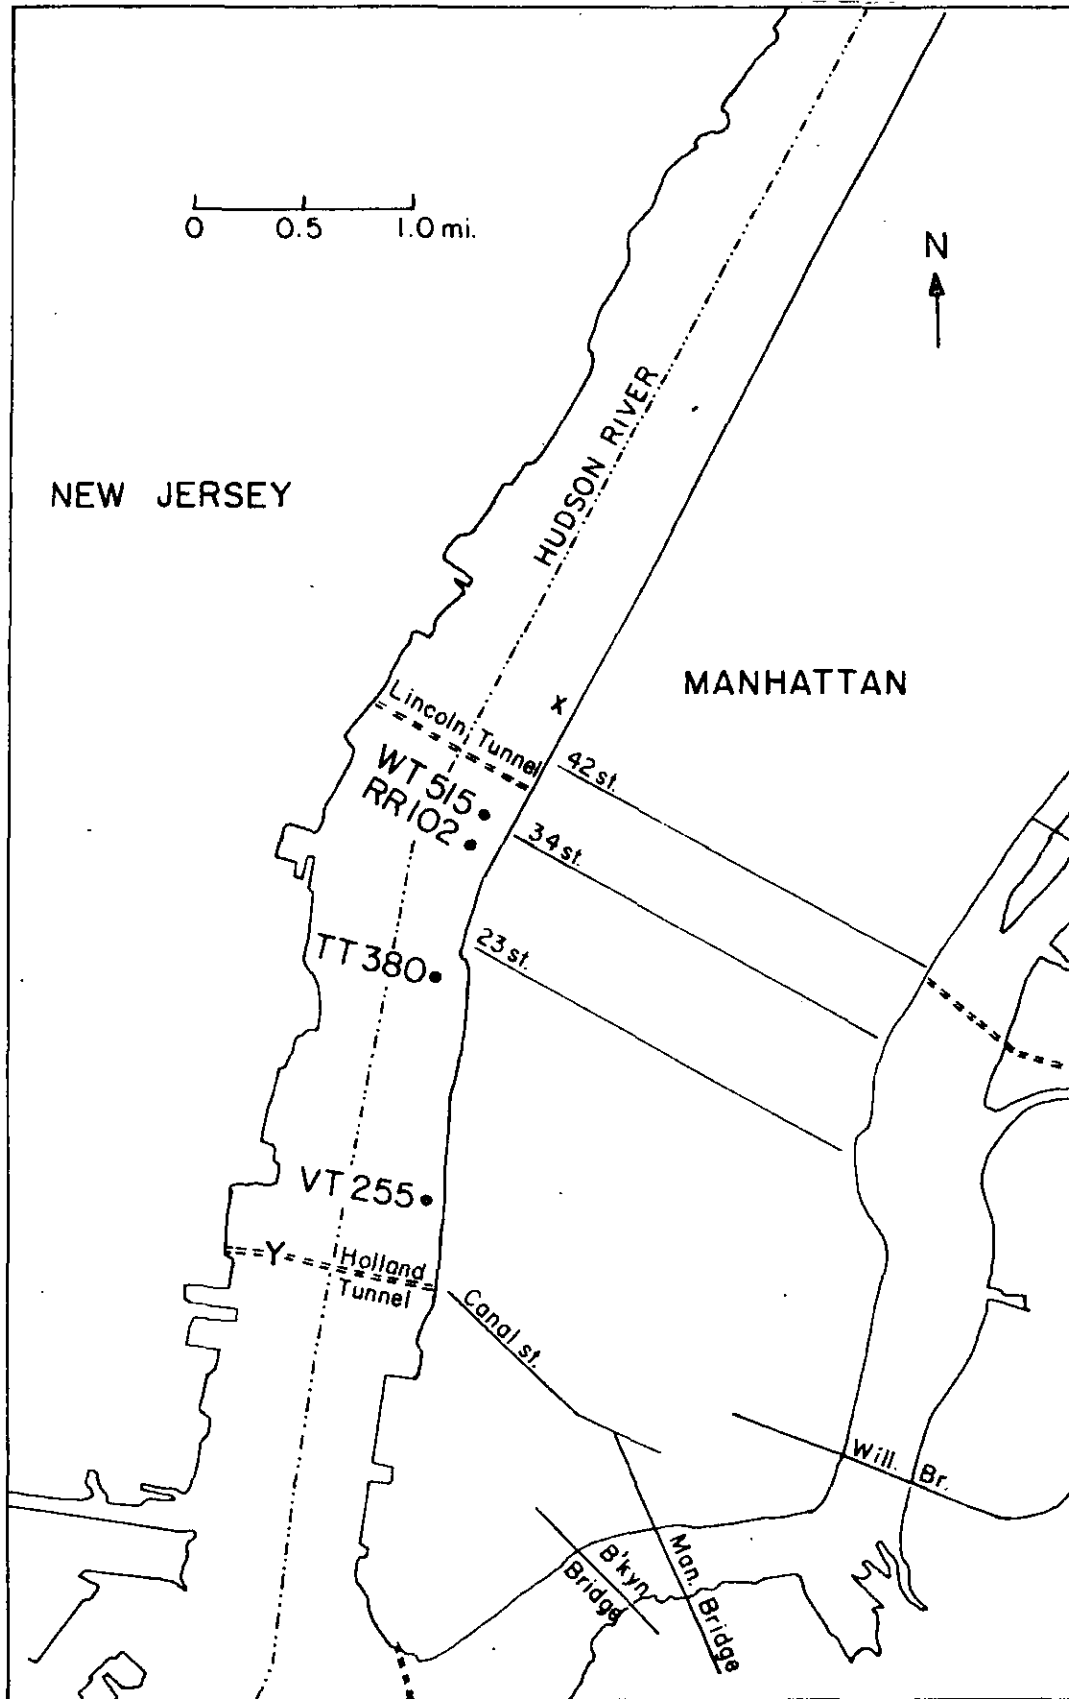 0 0.5 1.0 mi.
N
HUDSON RIVER
NEW JERSEY
MANHATTAN
X
Lincoln Tunnel
WT 515
RR 102
42 st.
34 st.
23 st.
TT 380
VT 255
Y
Holland
Tunnel
Canal st.
Will. Br.
B'kyn
Bridge
Man. Bridge